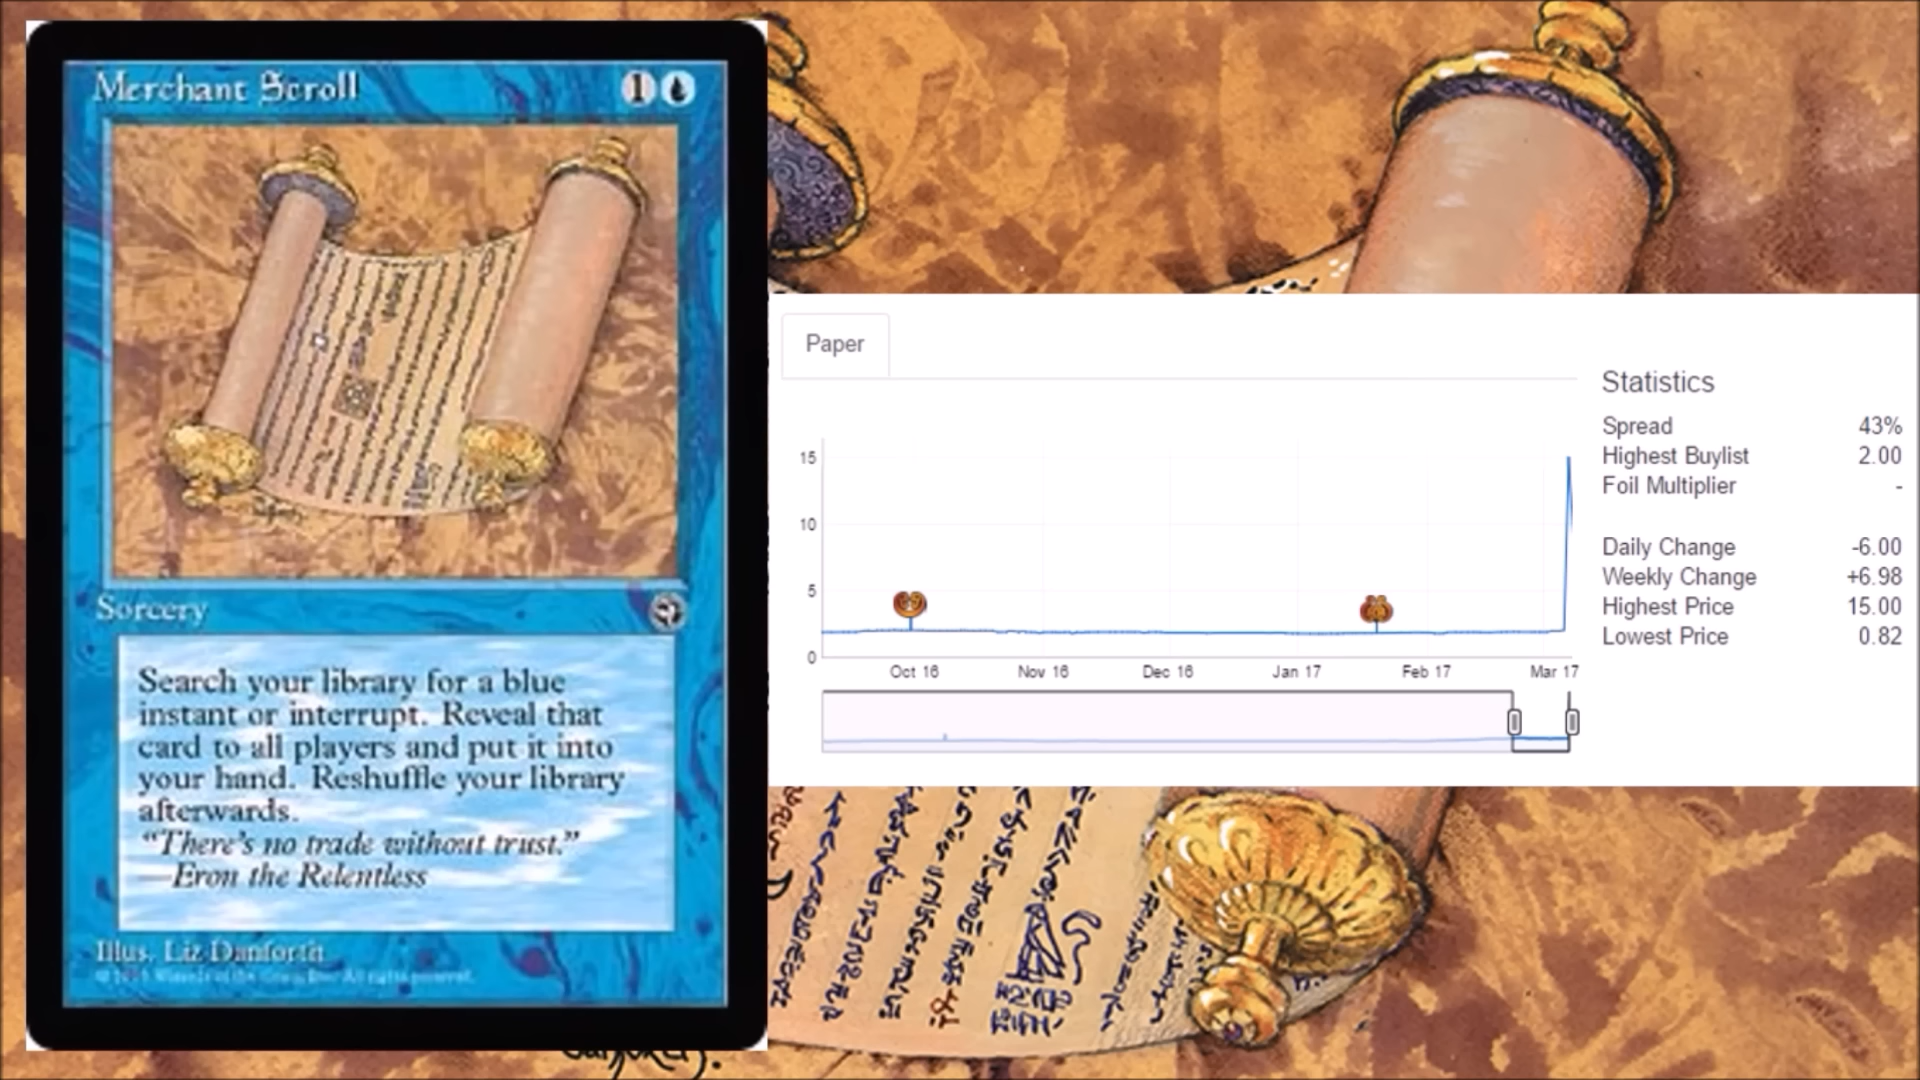 Merchant Scroll
1
Sorcery
Search your library for a blue
instant or interrupt. Reveal that
card to all players and put it into
your hand. Reshuffle your library
afterwards.
“There’s no trade without trust.”
—Eron the Relentless
Illus. Liz Danforth
Paper
15
10
5
0
Oct 16
Nov 16
Dec 16
Jan 17
Feb 17
Mar 17
Statistics
Spread 43%
Highest Buylist 2.00
Foil Multiplier -
Daily Change -6.00
Weekly Change +6.98
Highest Price 15.00
Lowest Price 0.82